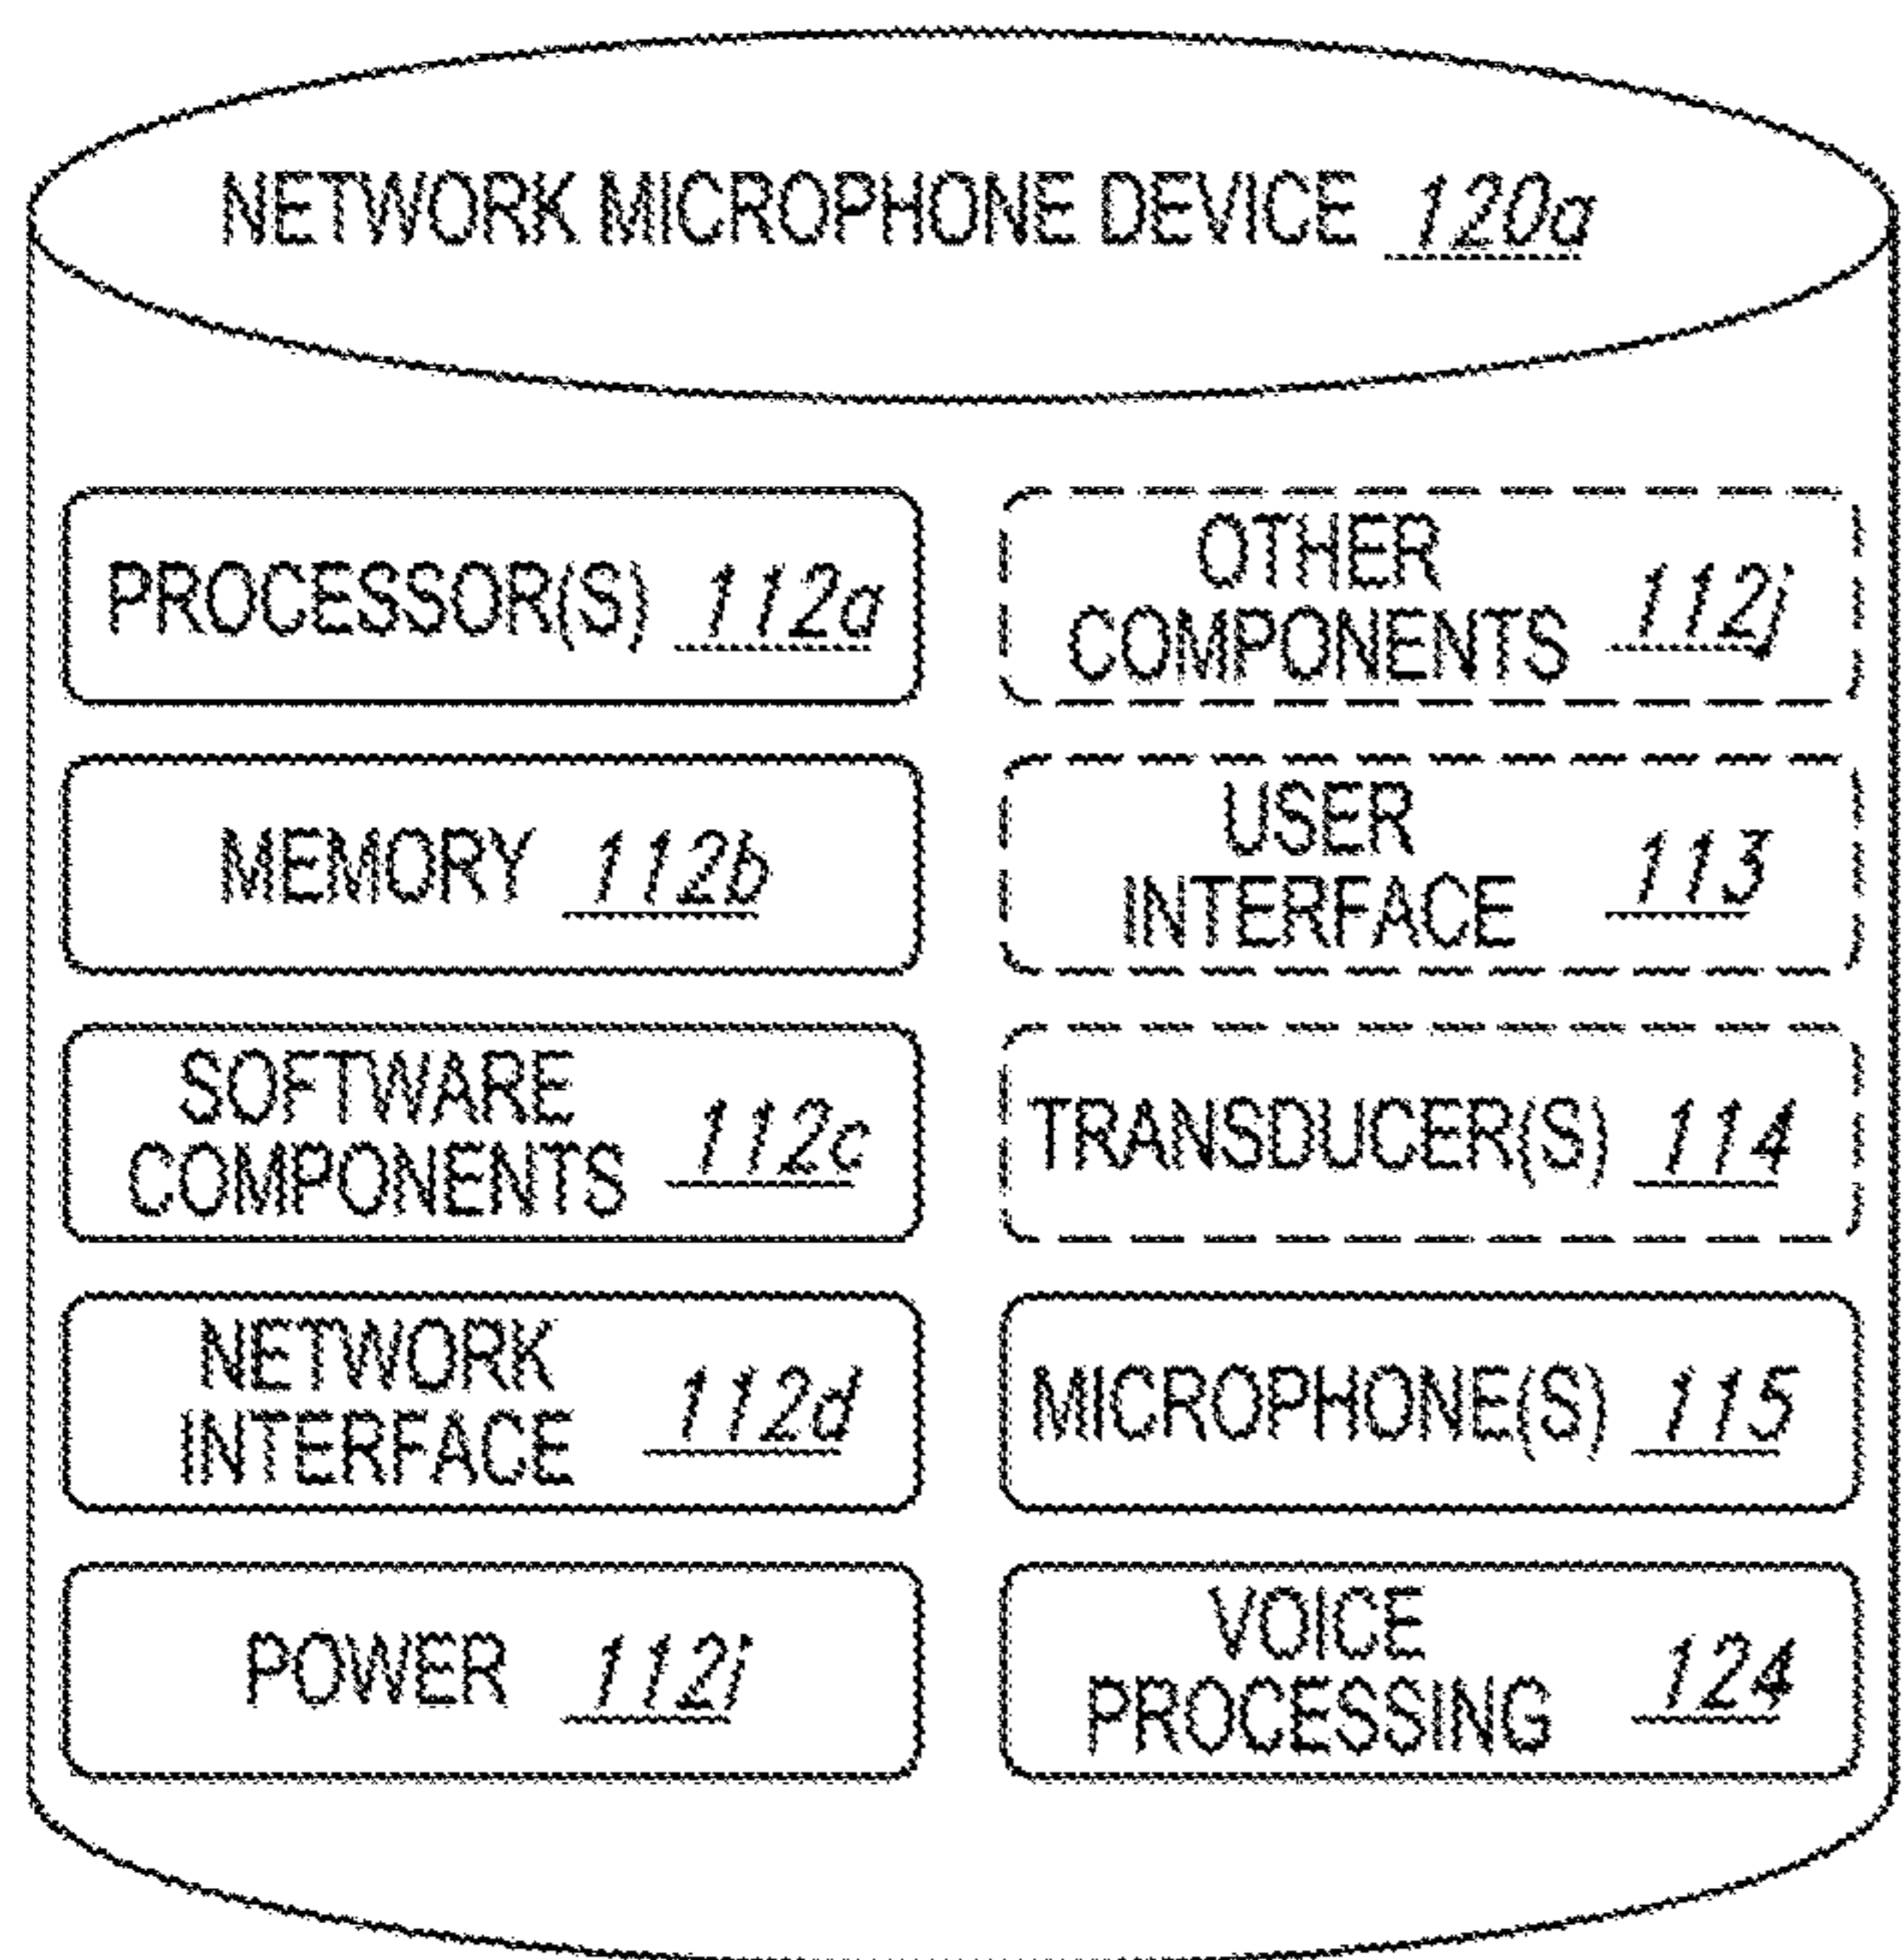 NETWORK MICROPHONE DEVICE 120a
PROCESSOR(S) 112a
MEMORY 112b
SOFTWARE
COMPONENTS 112c
NETWORK
INTERFACE 112d
POWER 112i
OTHER
COMPONENTS 112j
USER
INTERFACE 113
TRANSDUCER(S) 114
MICROPHONE(S) 115
VOICE
PROCESSING 124